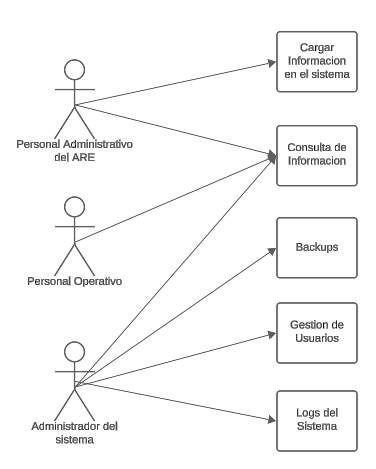 Cargar
Informacion
en el sistema
Personal Administrativo
del ARE
Consulta de
Informacion
Personal Operativo
Backups
Gestion de
Usuarios
Administrador del
sistema
Logs del
Sistema